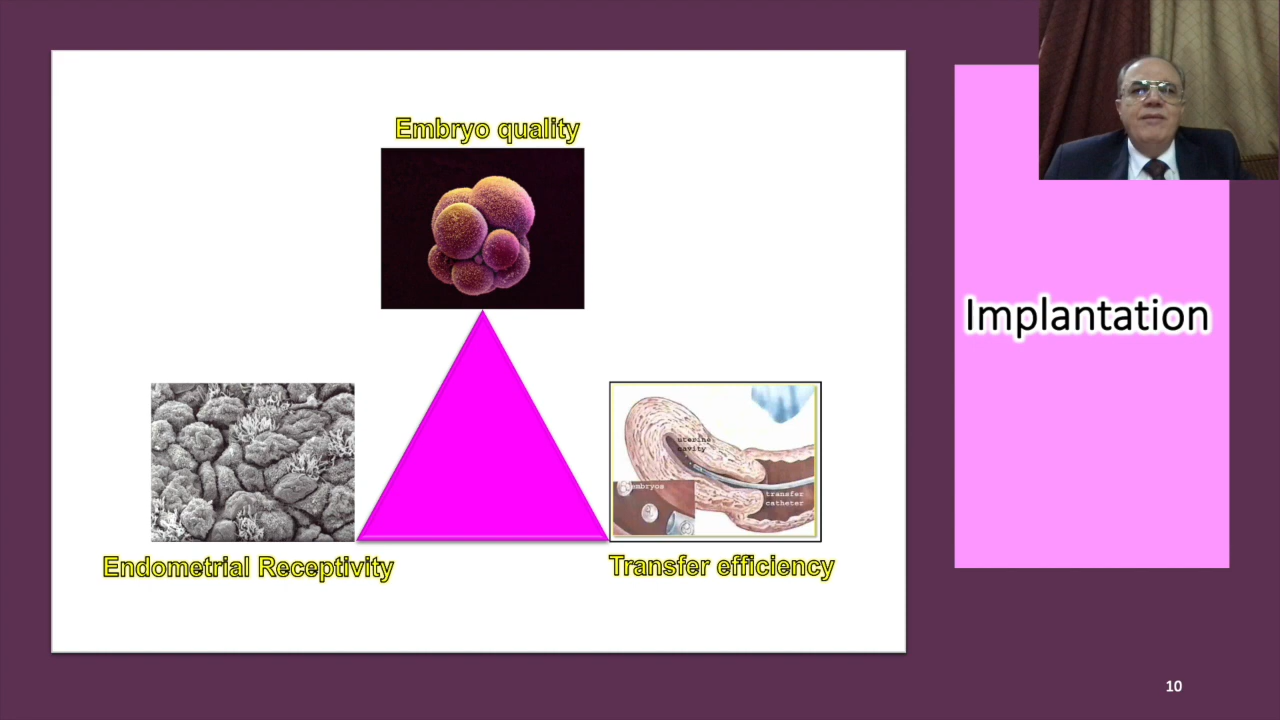 Embryo quality
Implantation
uterine
cavity
embryos
transfer
catheter
Endometrial Receptivity
Transfer efficiency
10